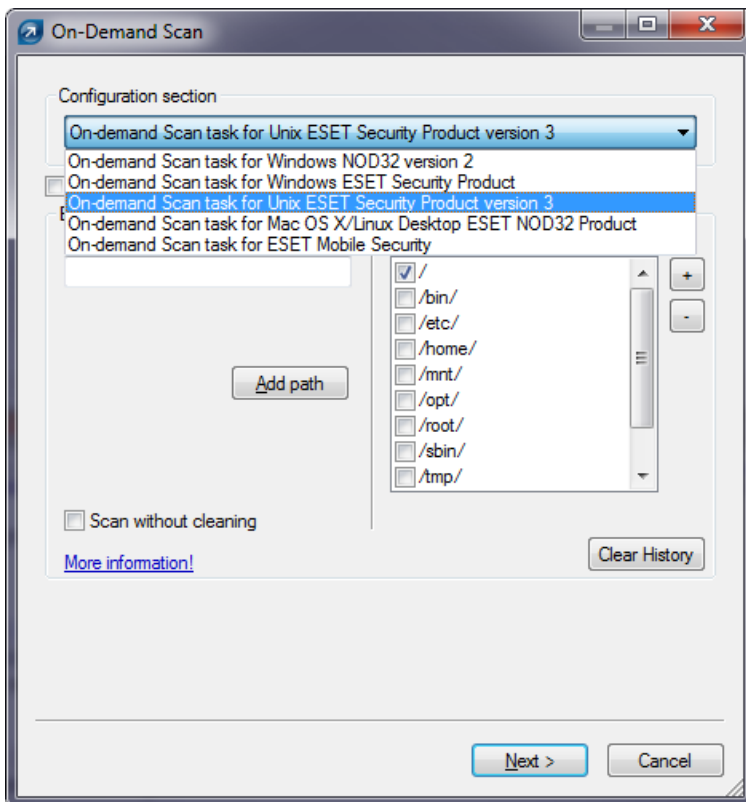 On-Demand Scan
Configuration section
On-demand Scan task for Unix ESET Security Product version 3
On-demand Scan task for Windows NOD32 version 2
On-demand Scan task for Windows ESET Security Product
On-demand Scan task for Unix ESET Security Product version 3
On-demand Scan task for Mac OS X/Linux Desktop ESET NOD32 Product
On-demand Scan task for ESET Mobile Security
/
/bin/
/etc/
/home/
/mnt/
/opt/
/root/
/sbin/
/tmp/
+
-
Add path
Scan without cleaning
More information!
Clear History
Next >
Cancel